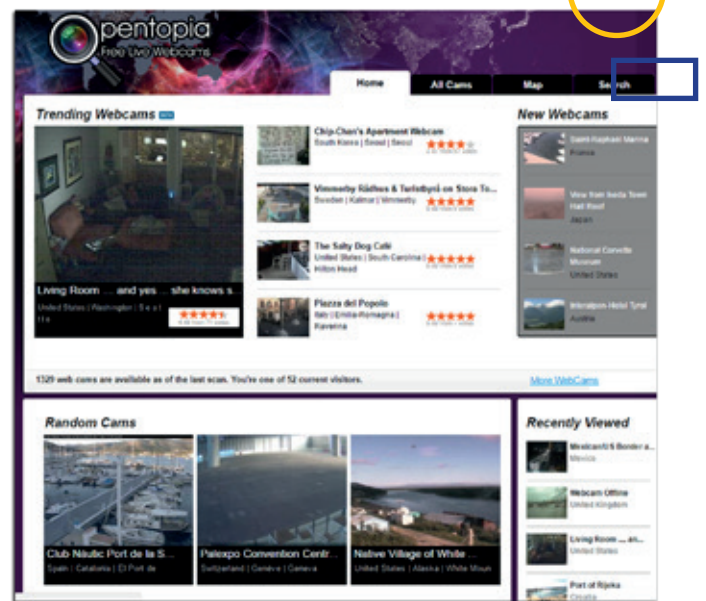 Opentopia
Free Live Webcams
Home
All Cams
Map
Search
Trending Webcams
Living Room ... and yes ... she knows s...
United States | Washington | S e a t
t l e
Chip-Chan's Apartment Webcam
South Korea | Seoul | Seoul
Vimmerby Rådhus & Turistbyrå on Store To...
Sweden | Kalmar | Vimmerby
The Salty Dog Café
United States | South Carolina |
Hilton Head
Piazza del Popolo
Italy | Emilia-Romagna |
Ravenna
New Webcams
Saint-Raphael Marina
France
View from Ikeda Town
Hall Roof
Japan
National Corvette
Museum
United States
Interalpen-Hotel Tyrol
Austria
1329 web cams are available as of the last scan. You're one of 52 current visitors.
More WebCams
Random Cams
Club Nàutic Port de la S...
Spain | Catalonia | El Port de
Palexpo Convention Centr...
Switzerland | Genève | Geneva
Native Village of White ...
United States | Alaska | White Moun
Recently Viewed
Mexican/U S Border a...
Mexico
Webcam Offline
United Kingdom
Living Room ... an...
United States
Port of Rijeka
Croatia